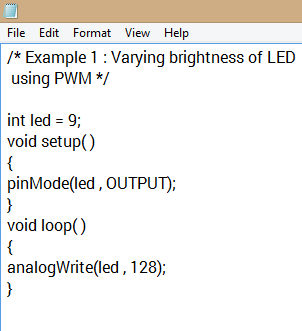 File Edit Format View Help
/* Example 1 : Varying brightness of LED
using PWM */
int led = 9;
void setup( )
{
pinMode(led , OUTPUT);
}
void loop( )
{
analogWrite(led , 128);
}